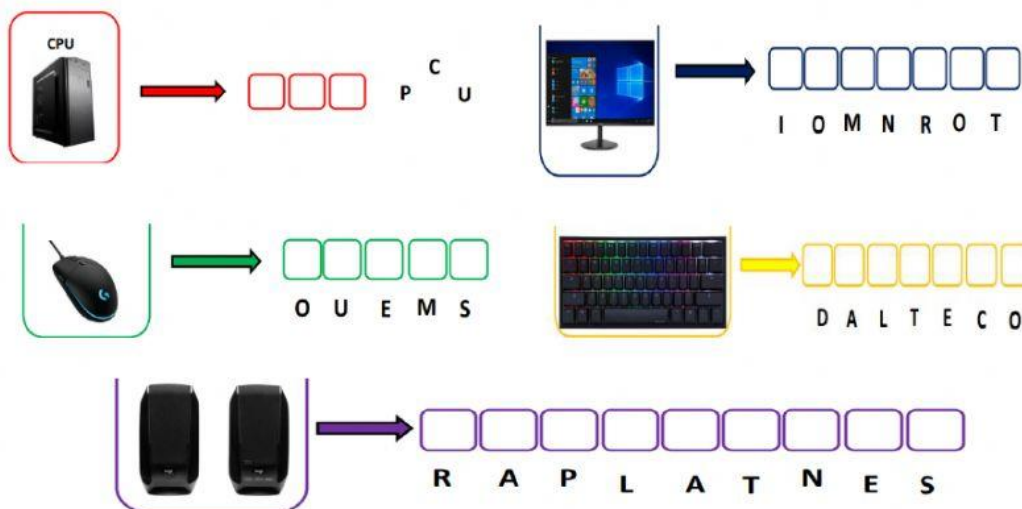 CPU
P C U
I O M N R O T
O U E M S
D A L T E C O
R A P L A T N E S